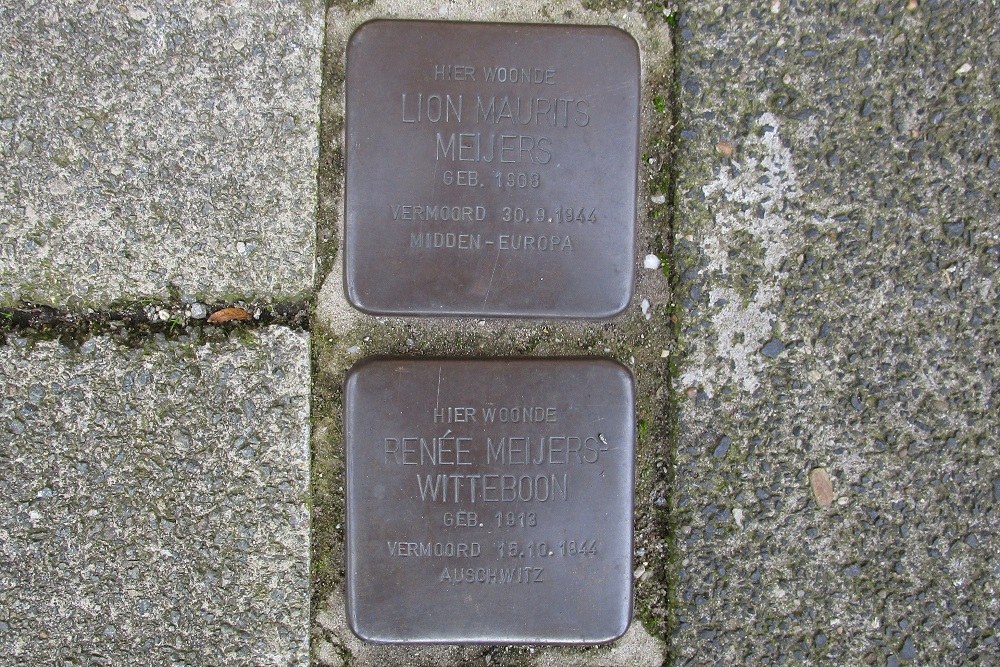 HIER WOONDE
LION MAURITS
MEIJERS
GEB. 1908
VERMOORD 30.9.1944
MIDDEN-EUROPA
HIER WOONDE
RENÉE MEIJERS-
WITTEBOON
GEB. 1913
VERMOORD 15.10.1944
AUSCHWITZ